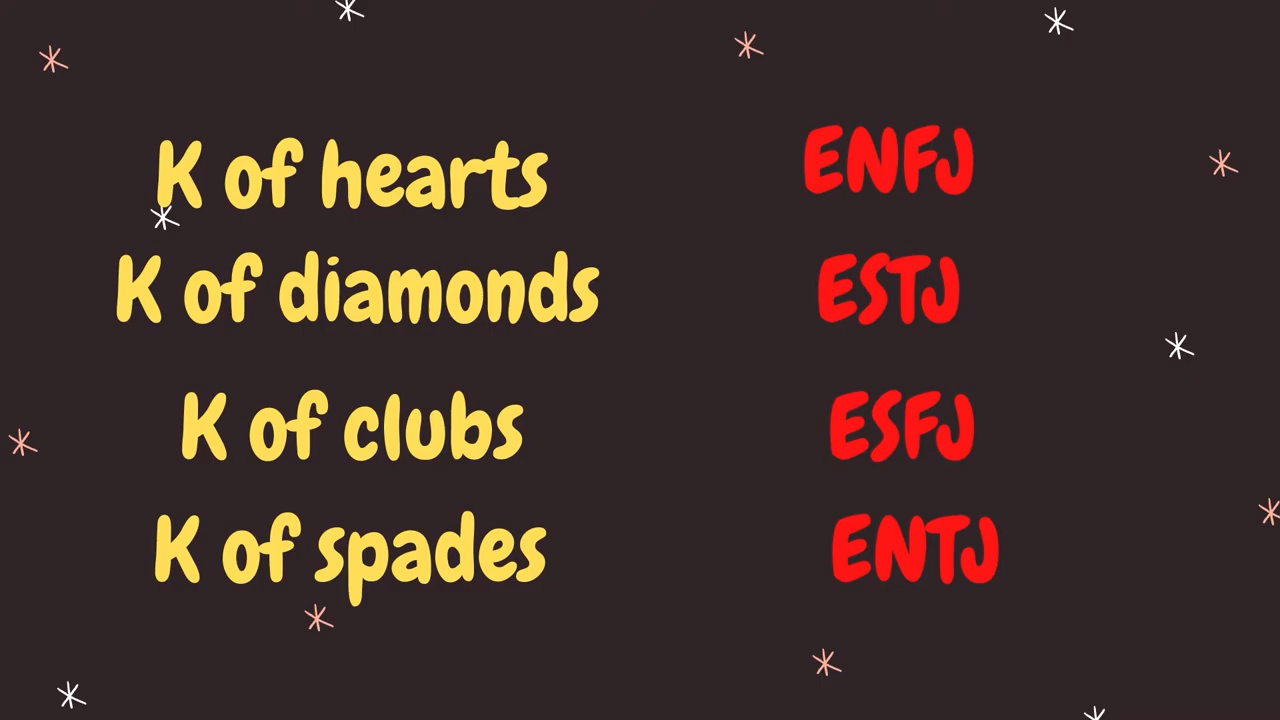 K of hearts ENFJ
K of diamonds ESTJ
K of clubs ESFJ
K of spades ENTJ